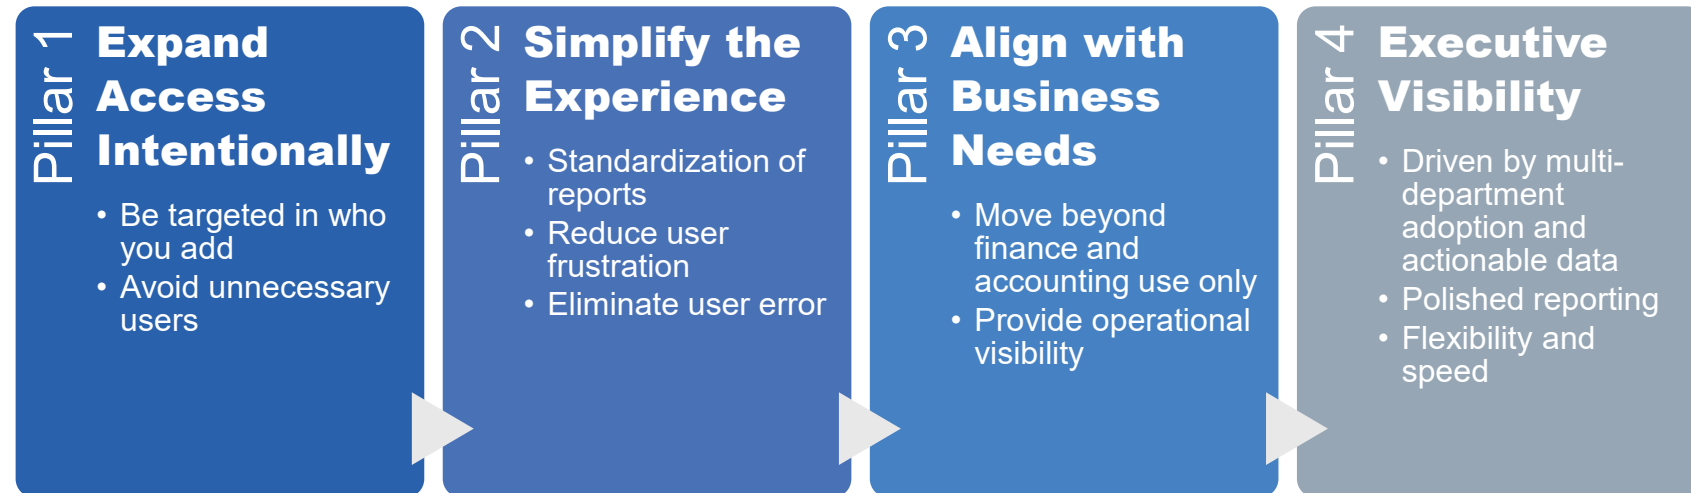 Pillar 1
Expand
Access
Intentionally
• Be targeted in who
you add
• Avoid unnecessary
users
Pillar 2
Simplify the
Experience
• Standardization of
reports
• Reduce user
frustration
• Eliminate user error
Pillar 3
Align with
Business
Needs
• Move beyond
finance and
accounting use only
• Provide operational
visibility
Pillar 4
Executive
Visibility
• Driven by multi-
department
adoption and
actionable data
• Polished reporting
• Flexibility and
speed